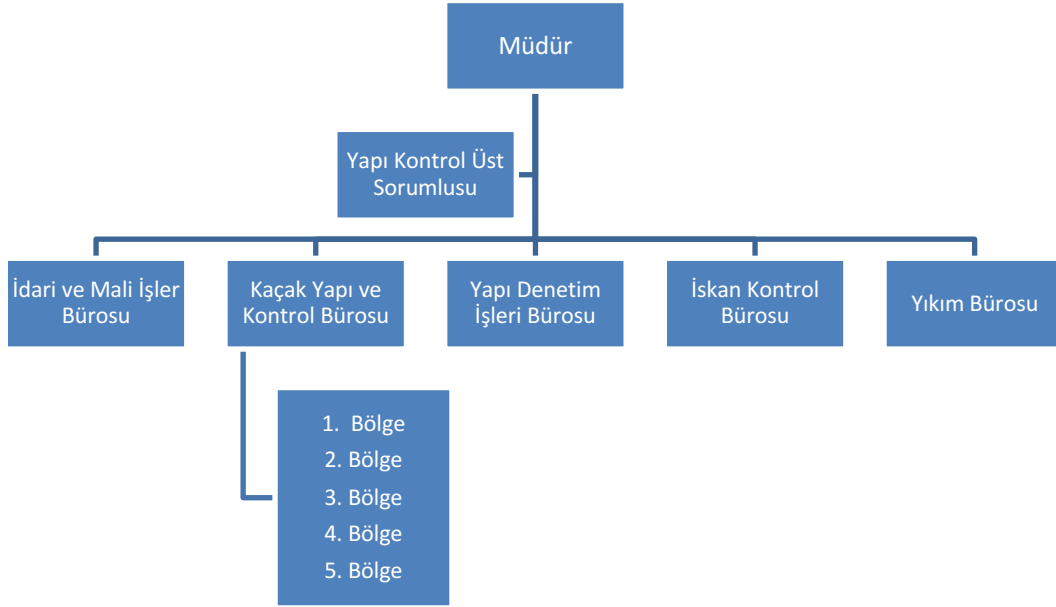 Müdür
Yapı Kontrol Üst
Sorumlusu
İdari ve Mali İşler
Bürosu
Kaçak Yapı ve
Kontrol Bürosu
Yapı Denetim
İşleri Bürosu
İskan Kontrol
Bürosu
Yıkım Bürosu
1. Bölge
2. Bölge
3. Bölge
4. Bölge
5. Bölge